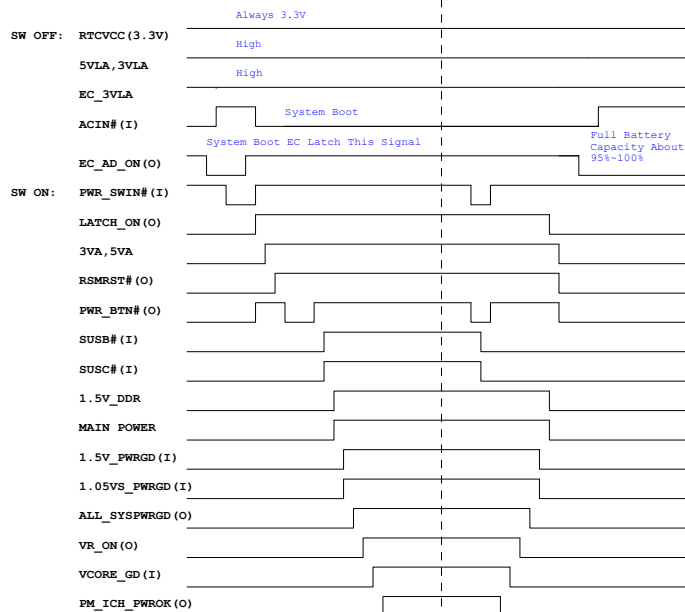 Always 3.3V
SW OFF: RTCVCC(3.3V)
High
5VLA,3VLA
High
EC_3VLA
System Boot
ACIN#(I)
System Boot EC Latch This Signal
Full Battery
Capacity About
95%~100%
EC_AD_ON(O)
SW ON: PWR_SWIN#(I)
LATCH_ON(O)
3VA,5VA
RSMRST#(O)
PWR_BTN#(O)
SUSB#(I)
SUSC#(I)
1.5V_DDR
MAIN POWER
1.5V_PWRGD(I)
1.05VS_PWRGD(I)
ALL_SYSPWRGD(O)
VR_ON(O)
VCORE_GD(I)
PM_ICH_PWROK(O)